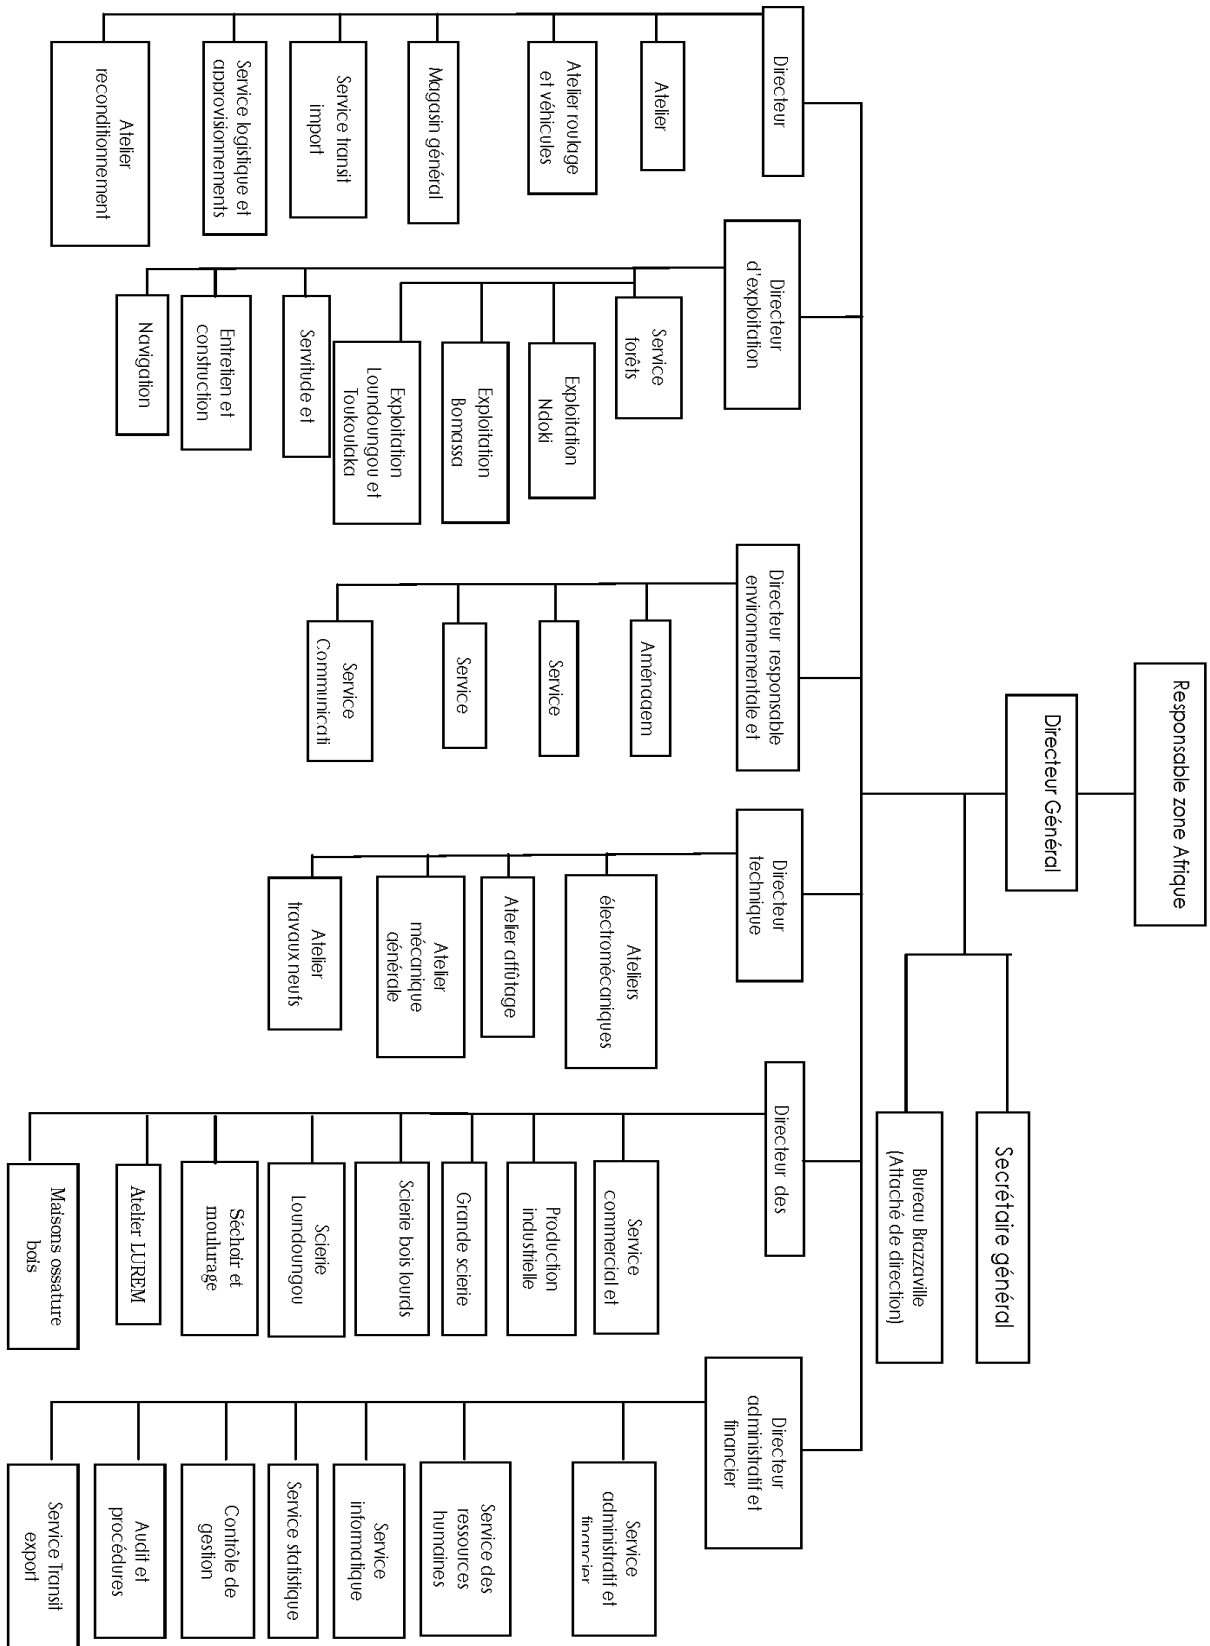 Responsable zone Afrique
Directeur Général
Secrétaire général
Bureau Brazzaville
(Attaché de direction)
Directeur
Atelier
Atelier roulage
et véhicules
Magasin général
Service transit
import
Service logistique et
approvisionnements
Atelier
reconditionnement
Directeur
d'exploitation
Service
forêts
Exploitation
Ndoki
Exploitation
Bomassa
Exploitation
Loundoungou et
Toukoulaka
Servitude et
Entretien et
construction
Navigation
Directeur responsable
environnementale et
Aménagem
Service
Service
Service
Communicati
Directeur
technique
Ateliers
électromécaniques
Atelier affûtage
Atelier
mécanique
générale
Atelier
travaux neufs
Directeur des
Service
commercial et
Production
industrielle
Grande scierie
Scierie bois lourds
Scierie
Loundoungou
Séchoir et
moulurage
Atelier LUREM
Maisons ossature
bois
Directeur
administratif et
financier
Service
administratif et
financier
Service des
ressources
humaines
Service
informatique
Service statistique
Contrôle de
gestion
Audit et
procédures
Service Transit
export